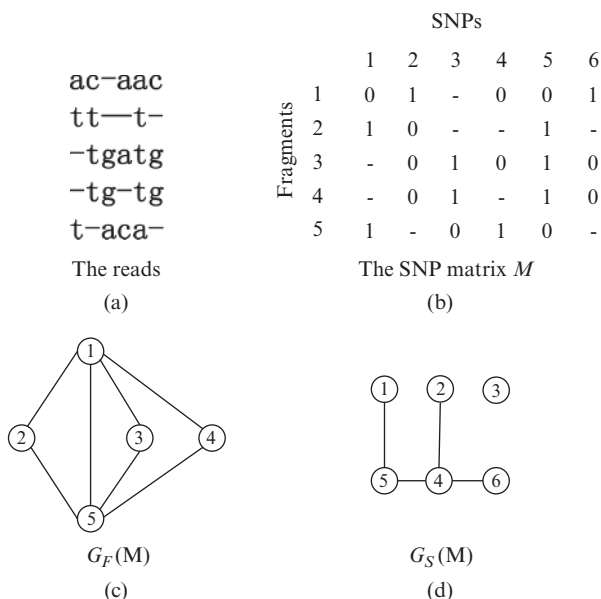 ac-aac
tt—t-
-tgatg
-tg-tg
t-aca-
The reads
(a)
SNPs
1 2 3 4 5 6
Fragments
1 0 1 - 0 0 1
2 1 0 - - 1 -
3 - 0 1 0 1 0
4 - 0 1 - 1 0
5 1 - 0 1 0 -
The SNP matrix M
(b)
1
2 3 4
5
G_F(M)
(c)
1 2 3
5 4 6
G_S(M)
(d)